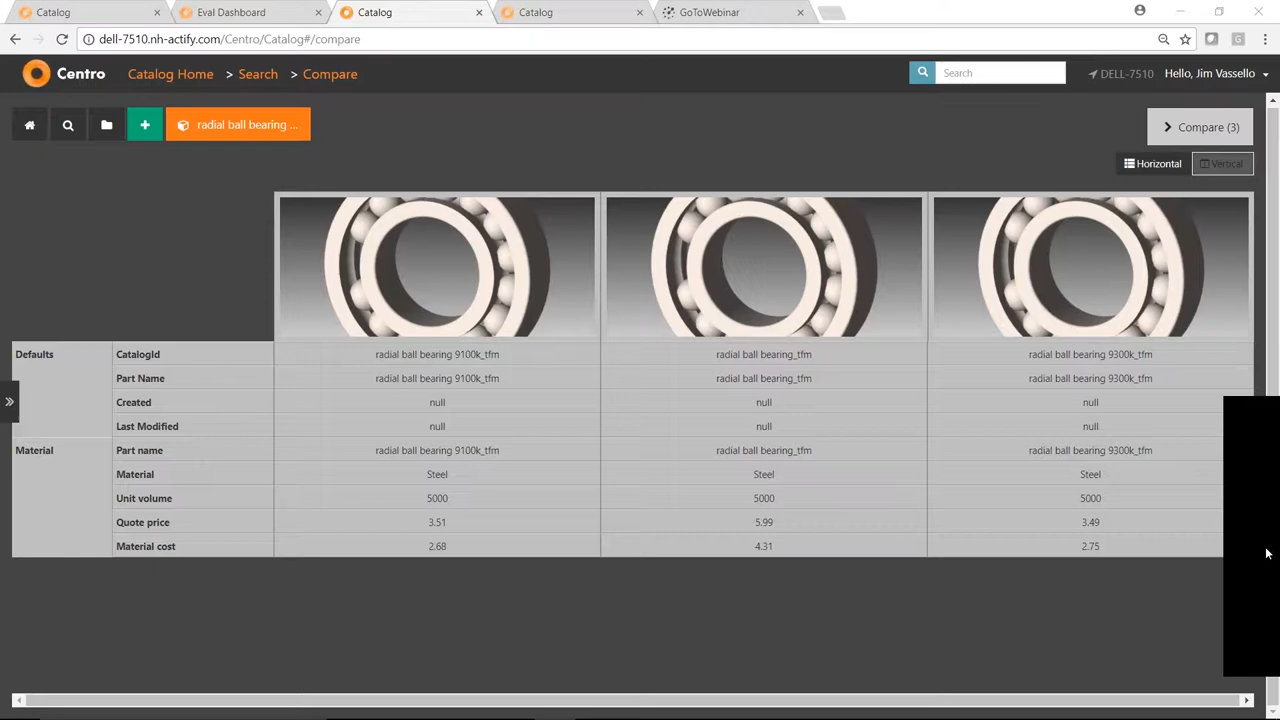 Catalog
Eval Dashboard
Catalog
Catalog
GoToWebinar
dell-7510.nh-actify.com/Centro/Catalog#/compare
Centro
Catalog Home > Search > Compare
Search
DELL-7510
Hello, Jim Vassello
radial ball bearing ...
Compare (3)
Horizontal
Vertical
Defaults CatalogId radial ball bearing 9100k_tfm radial ball bearing_tfm radial ball bearing 9300k_tfm
Part Name radial ball bearing 9100k_tfm radial ball bearing_tfm radial ball bearing 9300k_tfm
Created null null null
Last Modified null null null
Material Part name radial ball bearing 9100k_tfm radial ball bearing_tfm radial ball bearing 9300k_tfm
Material Steel Steel Steel
Unit volume 5000 5000 5000
Quote price 3.51 5.99 3.49
Material cost 2.68 4.31 2.75